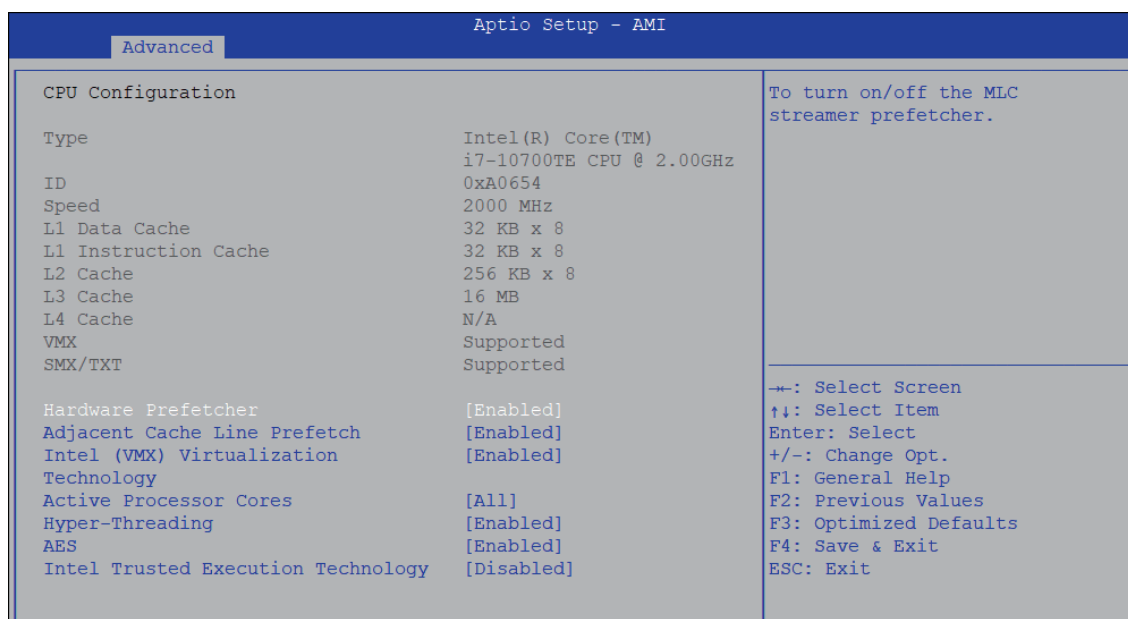 Aptio Setup - AMI
Advanced
CPU Configuration
Type Intel(R) Core(TM)
i7-10700TE CPU @ 2.00GHz
ID 0xA0654
Speed 2000 MHz
L1 Data Cache 32 KB x 8
L1 Instruction Cache 32 KB x 8
L2 Cache 256 KB x 8
L3 Cache 16 MB
L4 Cache N/A
VMX Supported
SMX/TXT Supported
Hardware Prefetcher [Enabled]
Adjacent Cache Line Prefetch [Enabled]
Intel (VMX) Virtualization [Enabled]
Technology
Active Processor Cores [All]
Hyper-Threading [Enabled]
AES [Enabled]
Intel Trusted Execution Technology [Disabled]
To turn on/off the MLC
streamer prefetcher.
→←: Select Screen
↑↓: Select Item
Enter: Select
+/-: Change Opt.
F1: General Help
F2: Previous Values
F3: Optimized Defaults
F4: Save & Exit
ESC: Exit